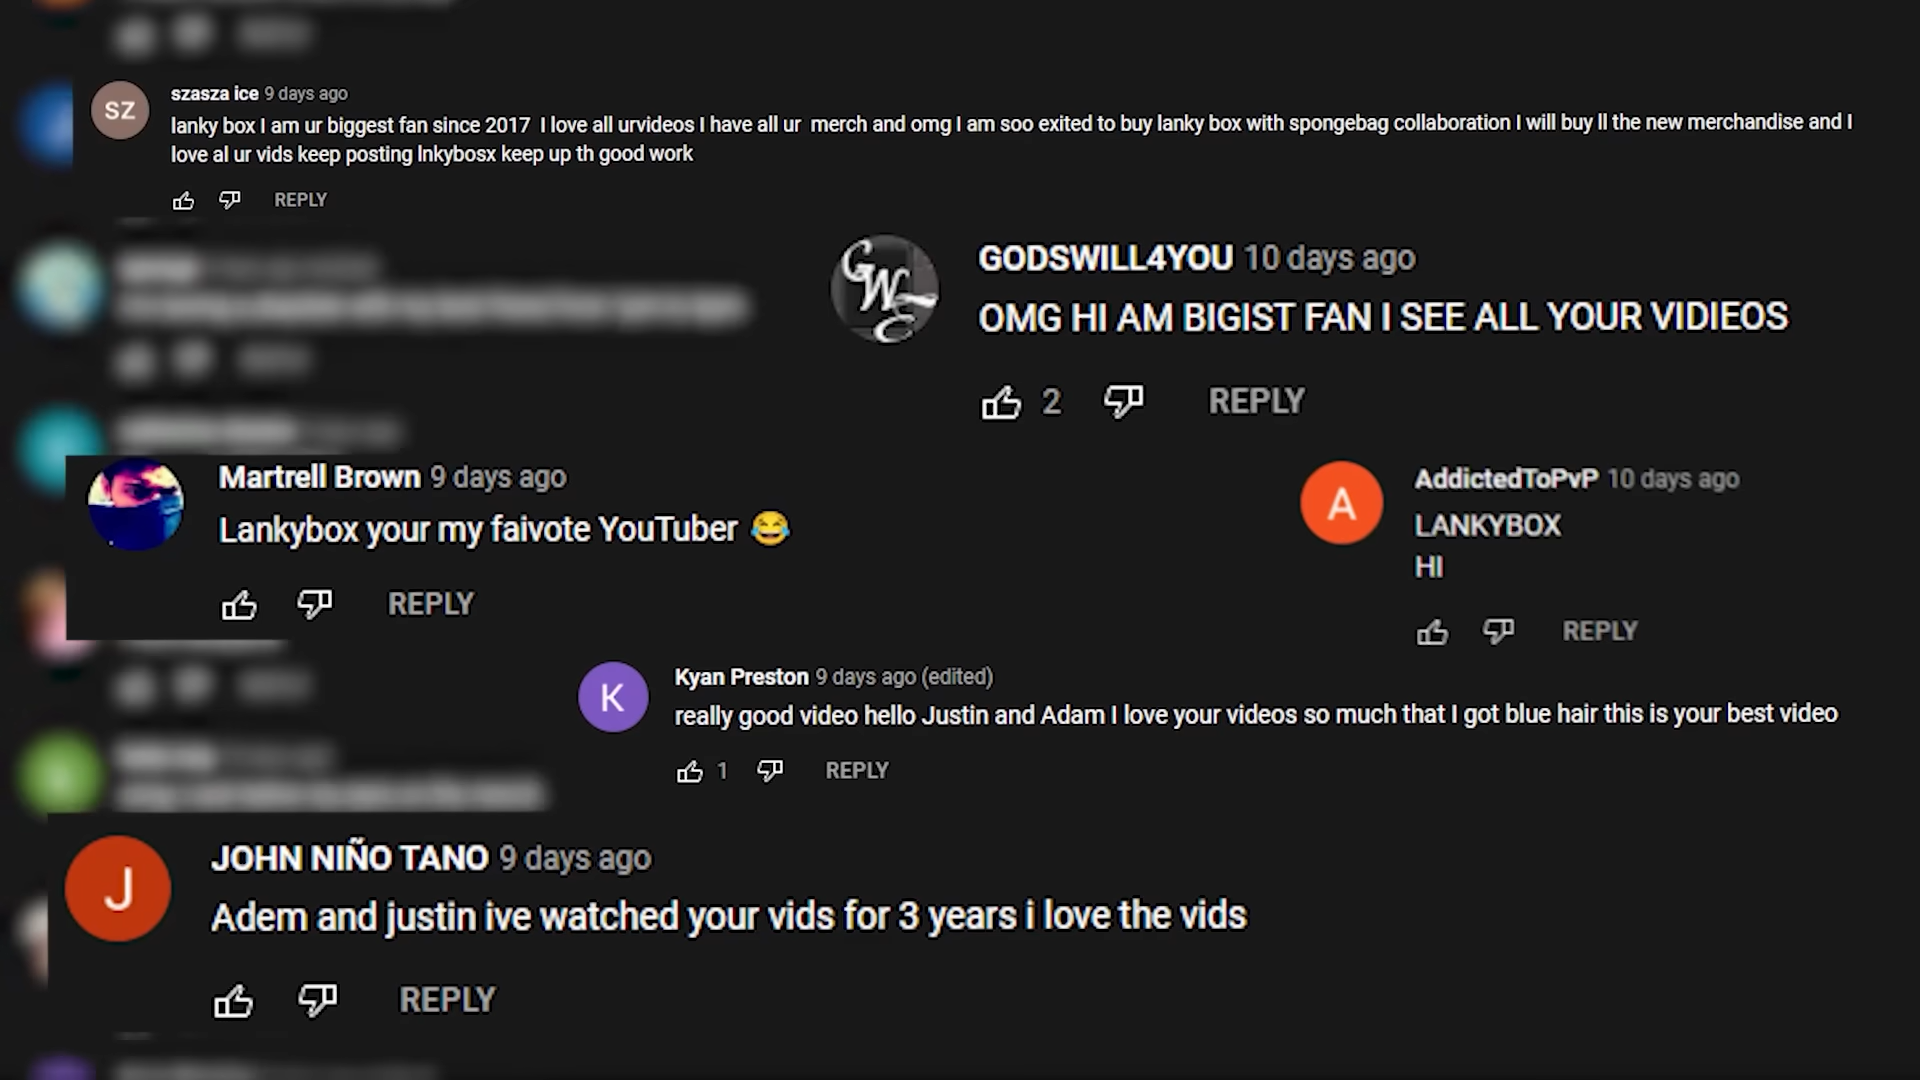 SZ
szasza ice 9 days ago
lanky box I am ur biggest fan since 2017 I love all urvideos I have all ur merch and omg I am soo exited to buy lanky box with spongebag collaboration I will buy ll the new merchandise and I
love al ur vids keep posting lnkybosx keep up th good work
REPLY
GWE
GODSWILL4YOU 10 days ago
OMG HI AM BIGIST FAN I SEE ALL YOUR VIDIEOS
2 REPLY
Martrell Brown 9 days ago
Lankybox your my faivote YouTuber 😂
REPLY
A
AddictedToPvP 10 days ago
LANKYBOX
HI
REPLY
K
Kyan Preston 9 days ago (edited)
really good video hello Justin and Adam I love your videos so much that I got blue hair this is your best video
1 REPLY
J
JOHN NIÑO TANO 9 days ago
Adem and justin ive watched your vids for 3 years i love the vids
REPLY